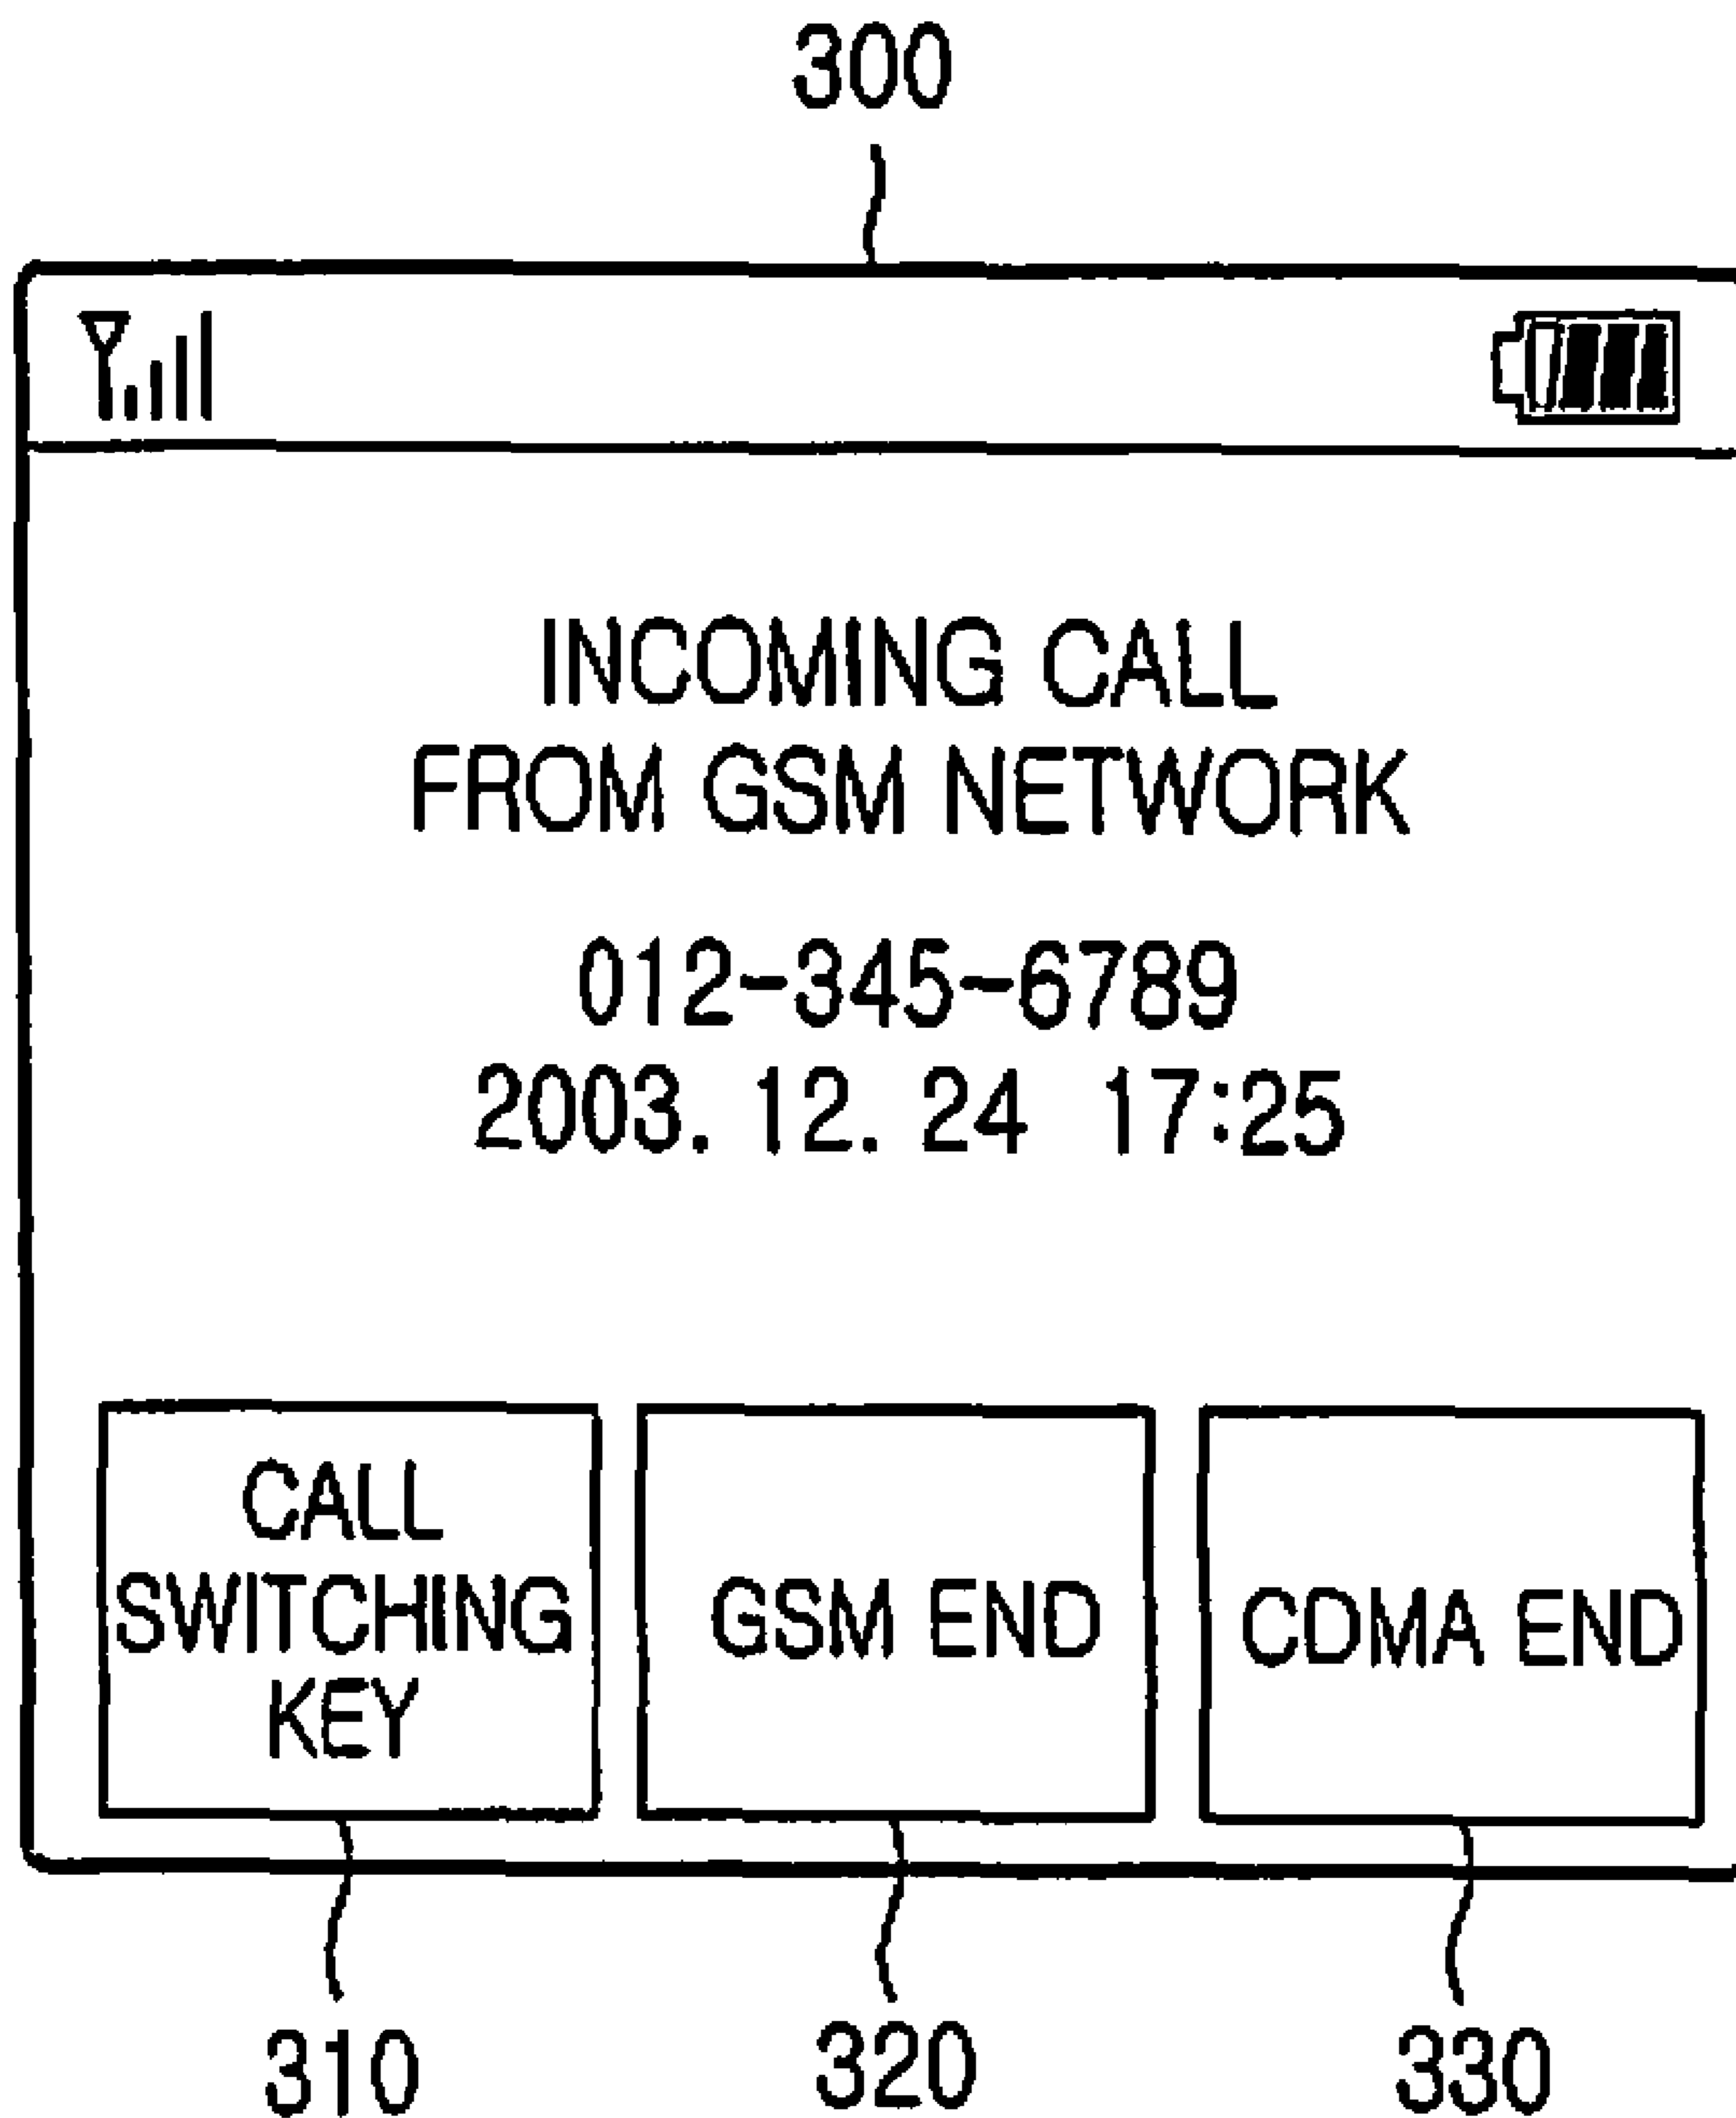 300
INCOMING CALL
FROM GSM NETWORK
012-345-6789
2003. 12. 24 17:25
CALL
SWITCHING
KEY
GSM END
CDMA END
310
320
330